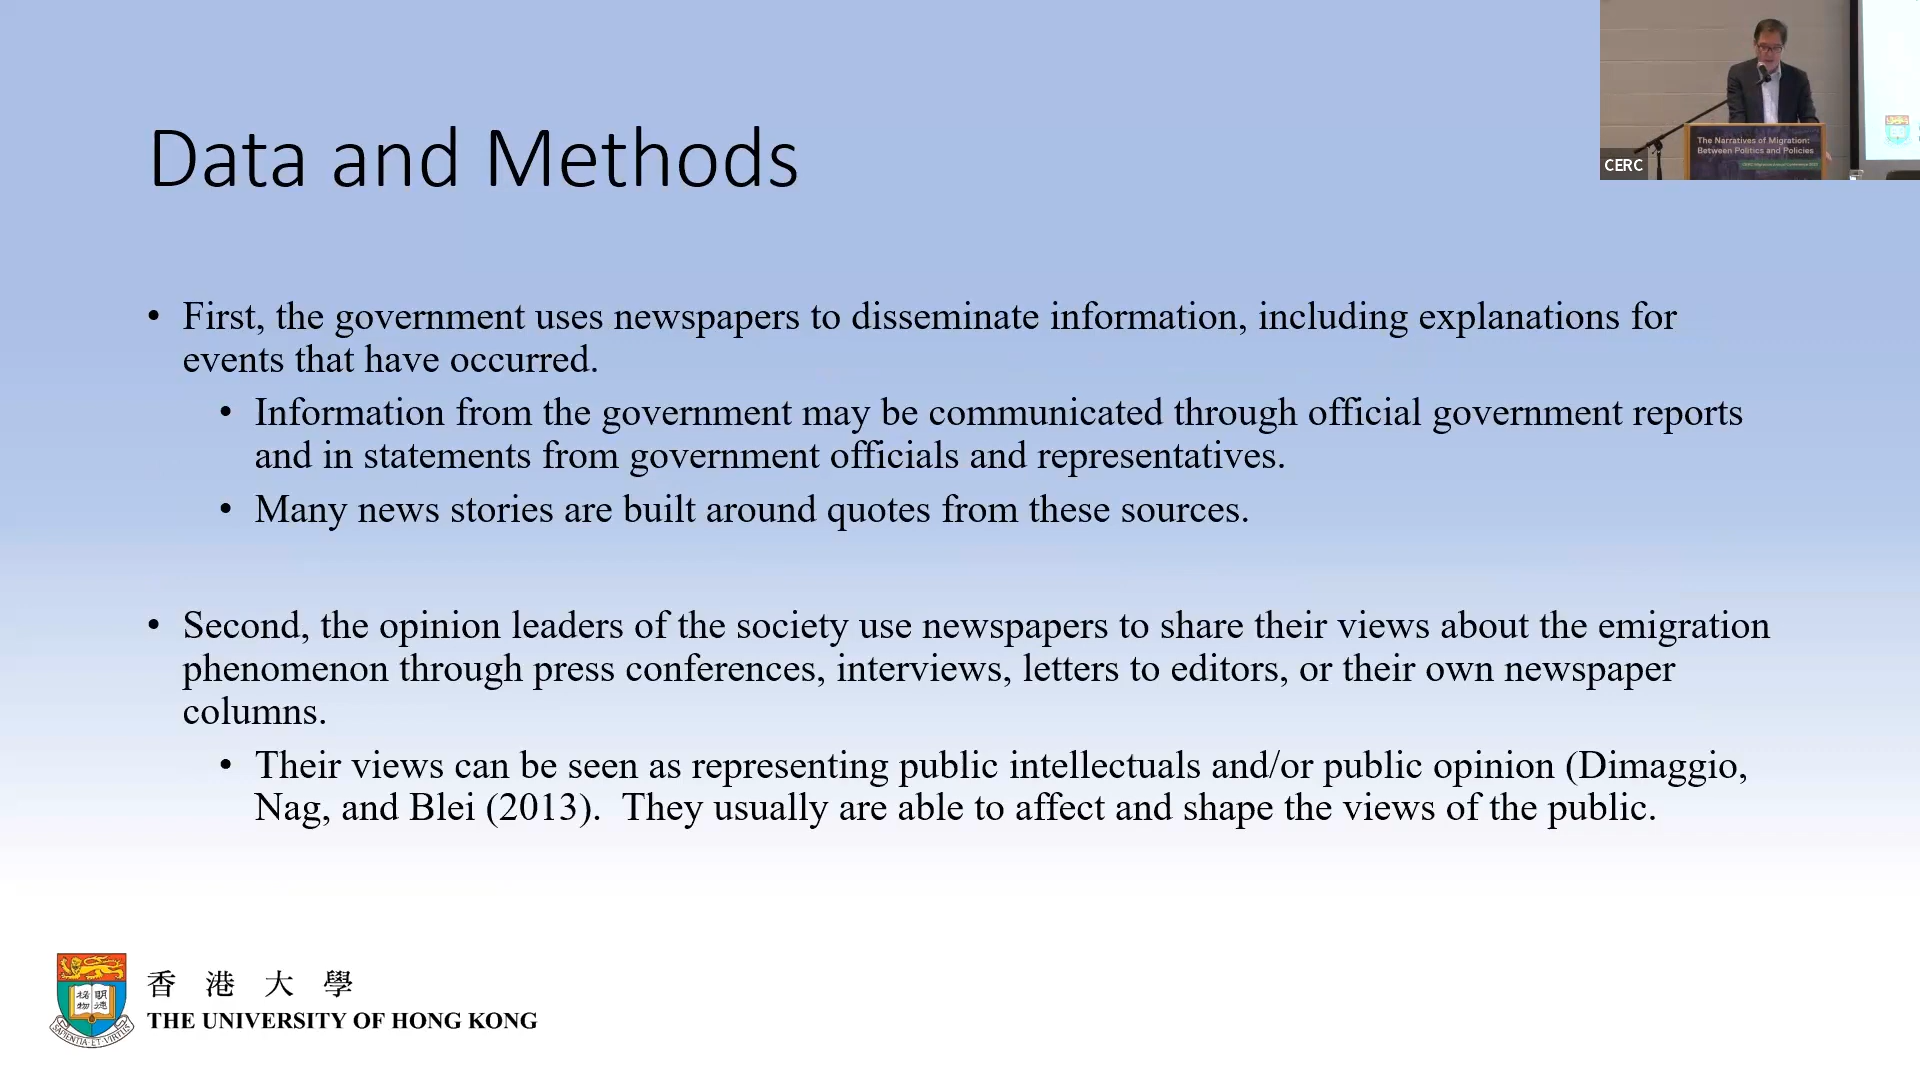 Data and Methods
• First, the government uses newspapers to disseminate information, including explanations for
events that have occurred.
• Information from the government may be communicated through official government reports
and in statements from government officials and representatives.
• Many news stories are built around quotes from these sources.
• Second, the opinion leaders of the society use newspapers to share their views about the emigration
phenomenon through press conferences, interviews, letters to editors, or their own newspaper
columns.
• Their views can be seen as representing public intellectuals and/or public opinion (Dimaggio,
Nag, and Blei (2013).  They usually are able to affect and shape the views of the public.
The Narratives of Migration:
Between Politics and Policies
CERC
香港大學
THE UNIVERSITY OF HONG KONG
SAPIENTIA·ET·VIRTUS